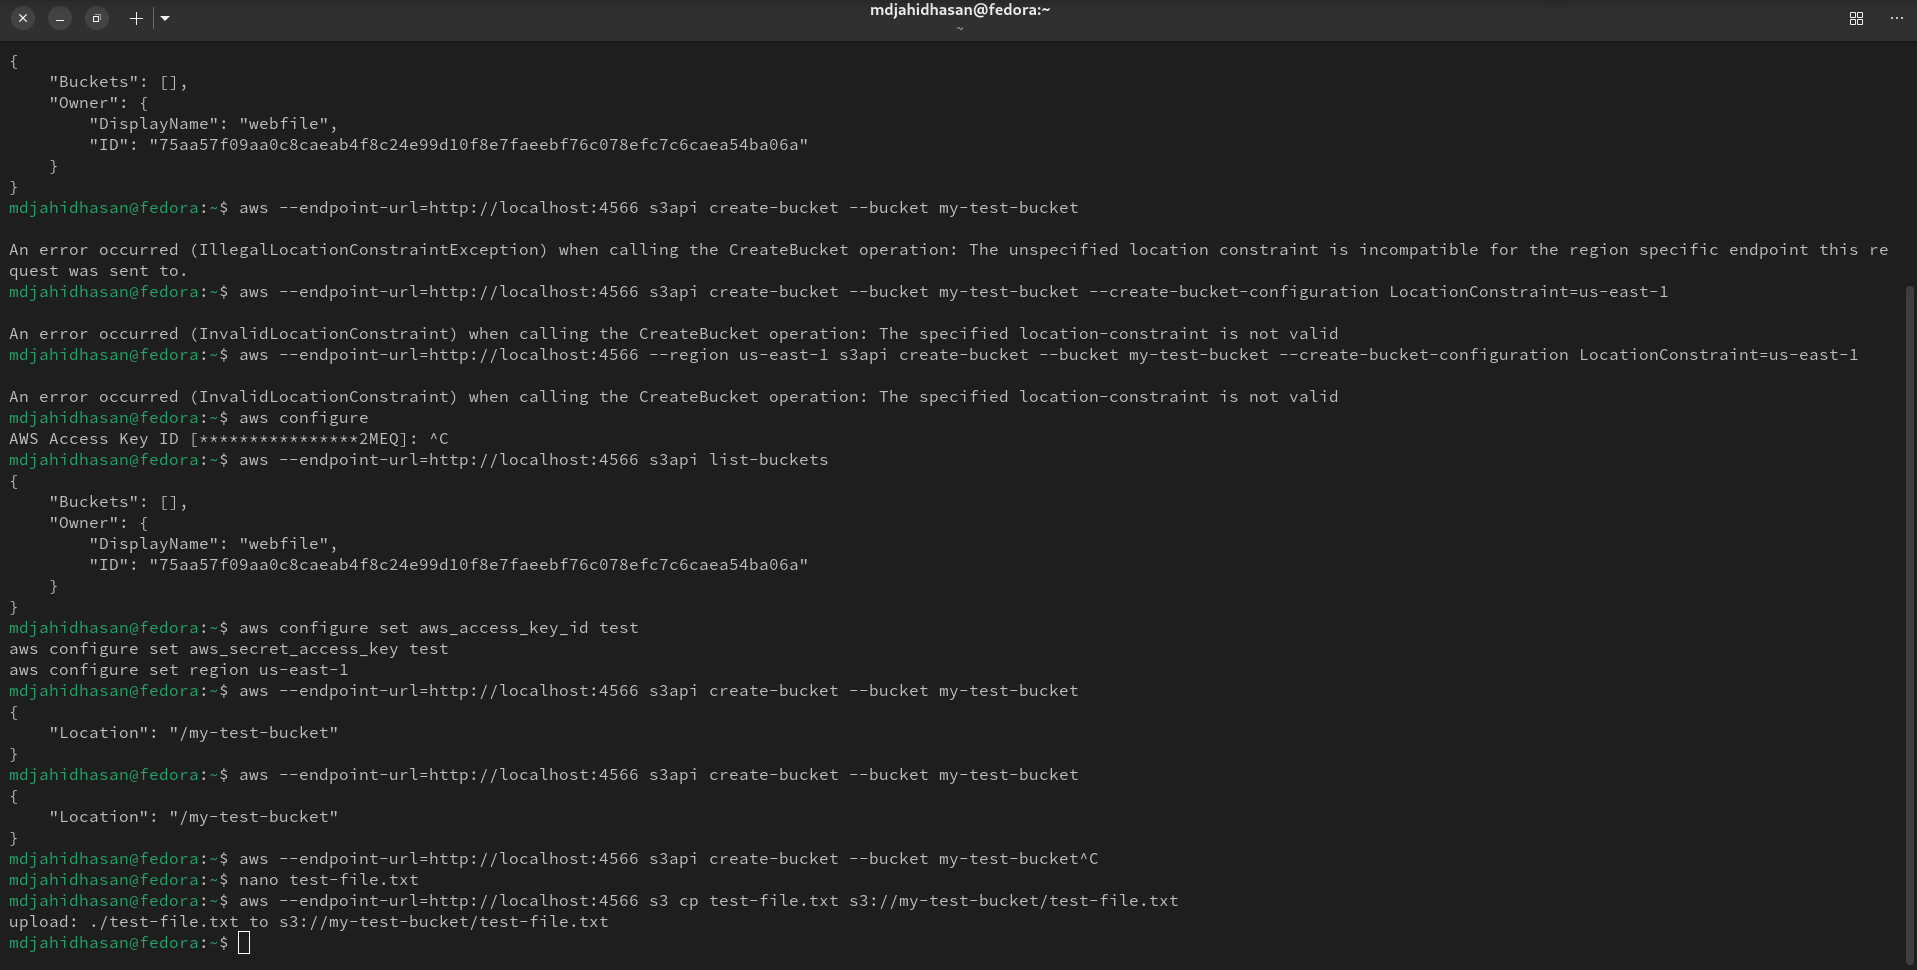 mdjahidhasan@fedora:~
~
{
    "Buckets": [],
    "Owner": {
        "DisplayName": "webfile",
        "ID": "75aa57f09aa0c8caeab4f8c24e99d10f8e7faeebf76c078efc7c6caea54ba06a"
    }
}
mdjahidhasan@fedora:~$ aws --endpoint-url=http://localhost:4566 s3api create-bucket --bucket my-test-bucket
An error occurred (IllegalLocationConstraintException) when calling the CreateBucket operation: The unspecified location constraint is incompatible for the region specific endpoint this re
quest was sent to.
mdjahidhasan@fedora:~$ aws --endpoint-url=http://localhost:4566 s3api create-bucket --bucket my-test-bucket --create-bucket-configuration LocationConstraint=us-east-1
An error occurred (InvalidLocationConstraint) when calling the CreateBucket operation: The specified location-constraint is not valid
mdjahidhasan@fedora:~$ aws --endpoint-url=http://localhost:4566 --region us-east-1 s3api create-bucket --bucket my-test-bucket --create-bucket-configuration LocationConstraint=us-east-1
An error occurred (InvalidLocationConstraint) when calling the CreateBucket operation: The specified location-constraint is not valid
mdjahidhasan@fedora:~$ aws configure
AWS Access Key ID [****************2MEQ]: ^C
mdjahidhasan@fedora:~$ aws --endpoint-url=http://localhost:4566 s3api list-buckets
{
    "Buckets": [],
    "Owner": {
        "DisplayName": "webfile",
        "ID": "75aa57f09aa0c8caeab4f8c24e99d10f8e7faeebf76c078efc7c6caea54ba06a"
    }
}
mdjahidhasan@fedora:~$ aws configure set aws_access_key_id test
aws configure set aws_secret_access_key test
aws configure set region us-east-1
mdjahidhasan@fedora:~$ aws --endpoint-url=http://localhost:4566 s3api create-bucket --bucket my-test-bucket
{
    "Location": "/my-test-bucket"
}
mdjahidhasan@fedora:~$ aws --endpoint-url=http://localhost:4566 s3api create-bucket --bucket my-test-bucket
{
    "Location": "/my-test-bucket"
}
mdjahidhasan@fedora:~$ aws --endpoint-url=http://localhost:4566 s3api create-bucket --bucket my-test-bucket^C
mdjahidhasan@fedora:~$ nano test-file.txt
mdjahidhasan@fedora:~$ aws --endpoint-url=http://localhost:4566 s3 cp test-file.txt s3://my-test-bucket/test-file.txt
upload: ./test-file.txt to s3://my-test-bucket/test-file.txt
mdjahidhasan@fedora:~$